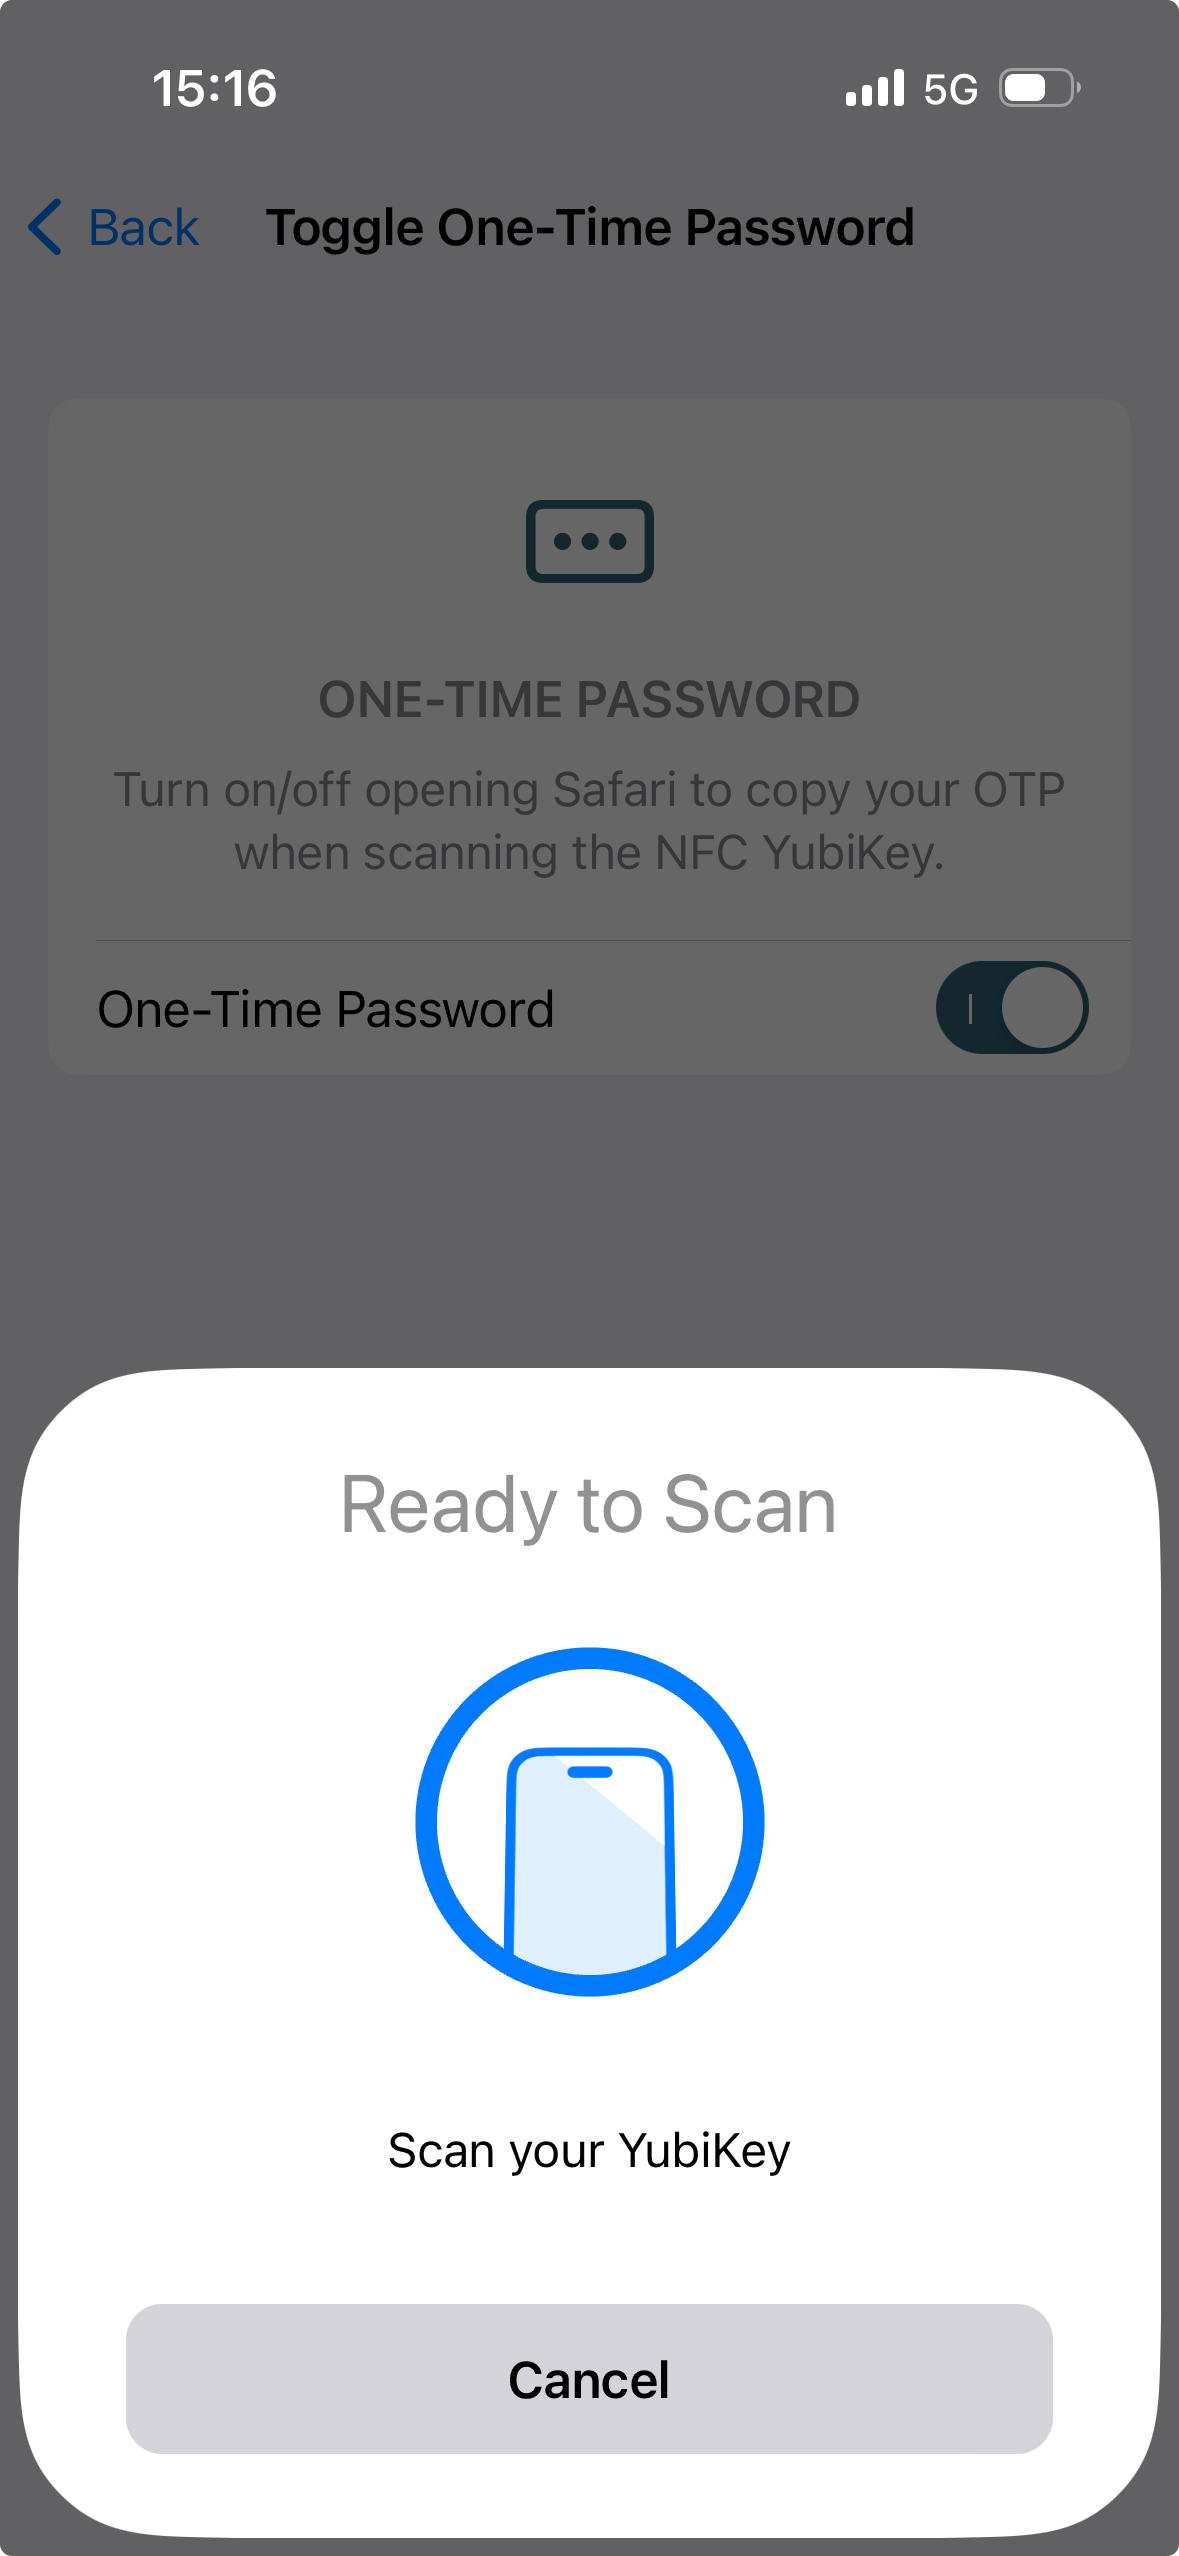 15:16
5G
Back
Toggle One-Time Password
ONE-TIME PASSWORD
Turn on/off opening Safari to copy your OTP
when scanning the NFC YubiKey.
One-Time Password
Ready to Scan
Scan your YubiKey
Cancel